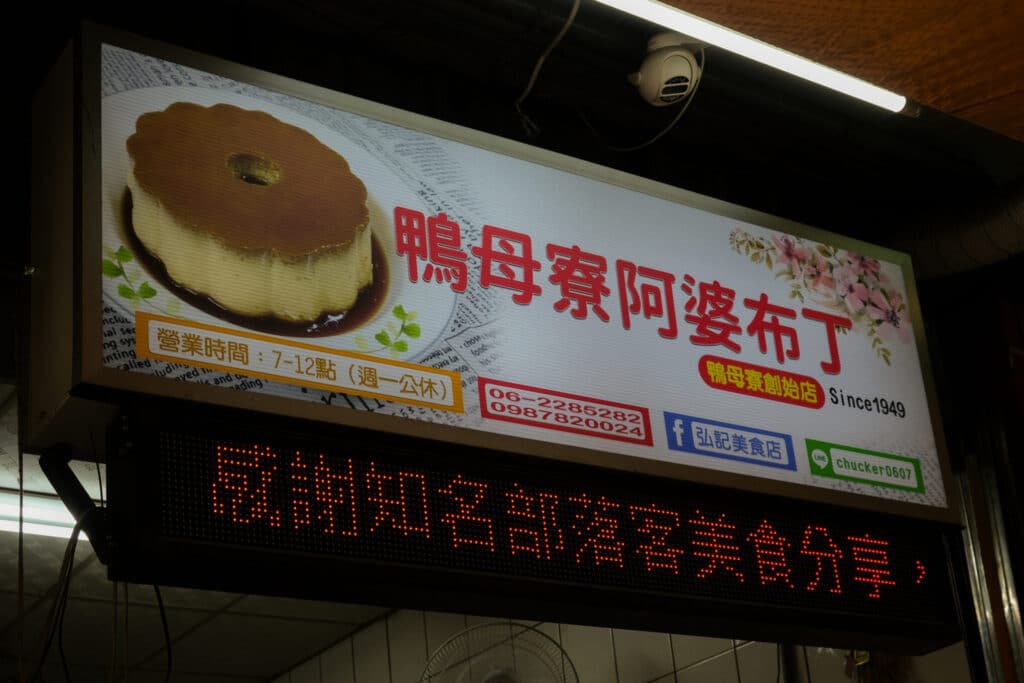 鴨母寮阿婆布丁
鴨母寮創始店 Since1949
營業時間：7-12點（週一公休）
06-2285282
0987820024
f 弘記美食店
LINE chucker0607
感謝知名部落客美食分享，